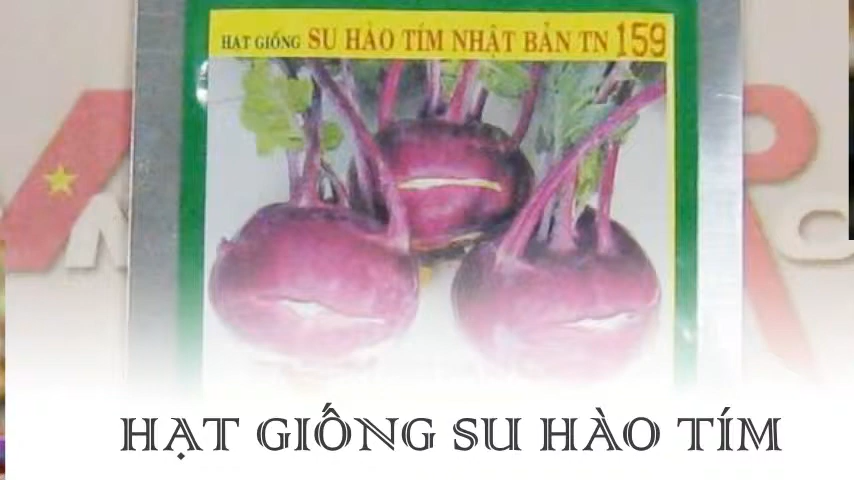 HẠT GIỐNG SU HÀO TÍM NHẬT BẢN TN 159
HẠT GIỐNG SU HÀO TÍM